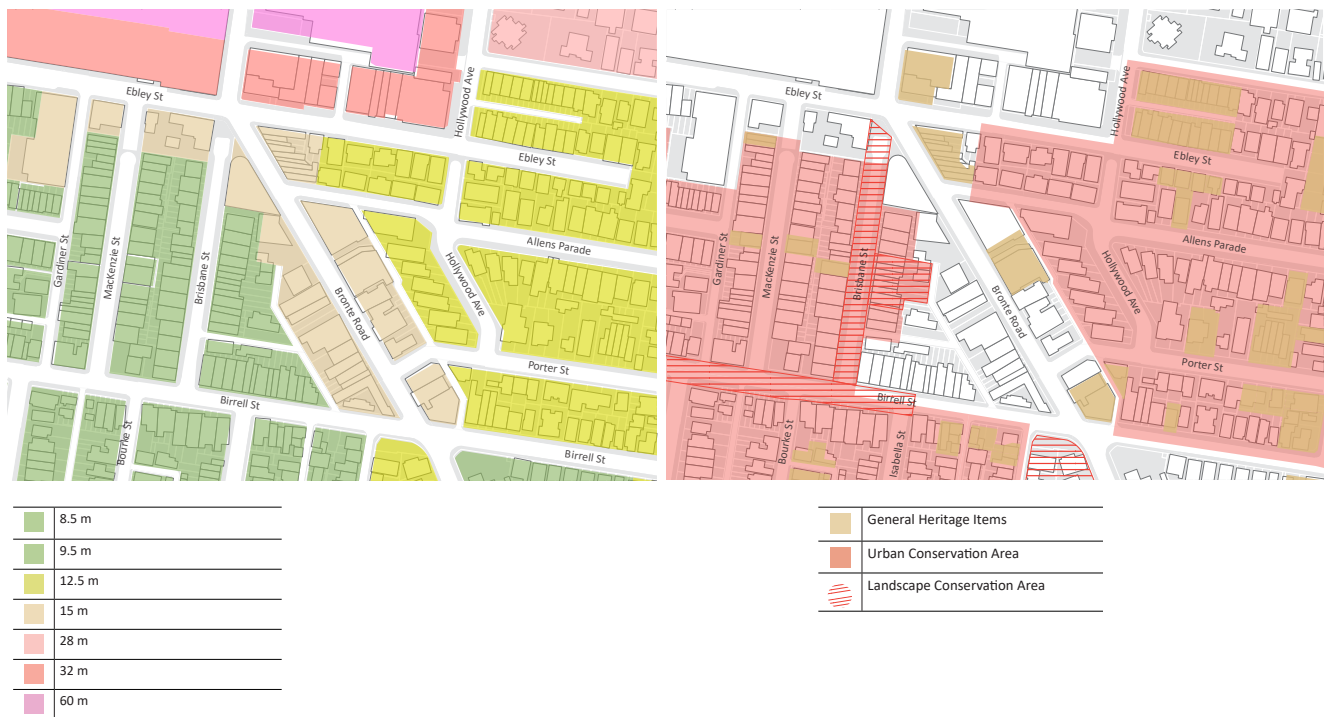 Ebley St
Hollywood Ave
Ebley St
Allens Parade
Gardiner St
MacKenzie St
Brisbane St
Hollywood Ave
Bronte Road
Porter St
Birrell St
Bourke St
Birrell St
Ebley St
Hollywood Ave
Ebley St
Allens Parade
Gardiner St
MacKenzie St
Brisbane St
Hollywood Ave
Bronte Road
Porter St
Birrell St
Bourke St
Isabella St
Birrell St
8.5 m
9.5 m
12.5 m
15 m
28 m
32 m
60 m
General Heritage Items
Urban Conservation Area
Landscape Conservation Area